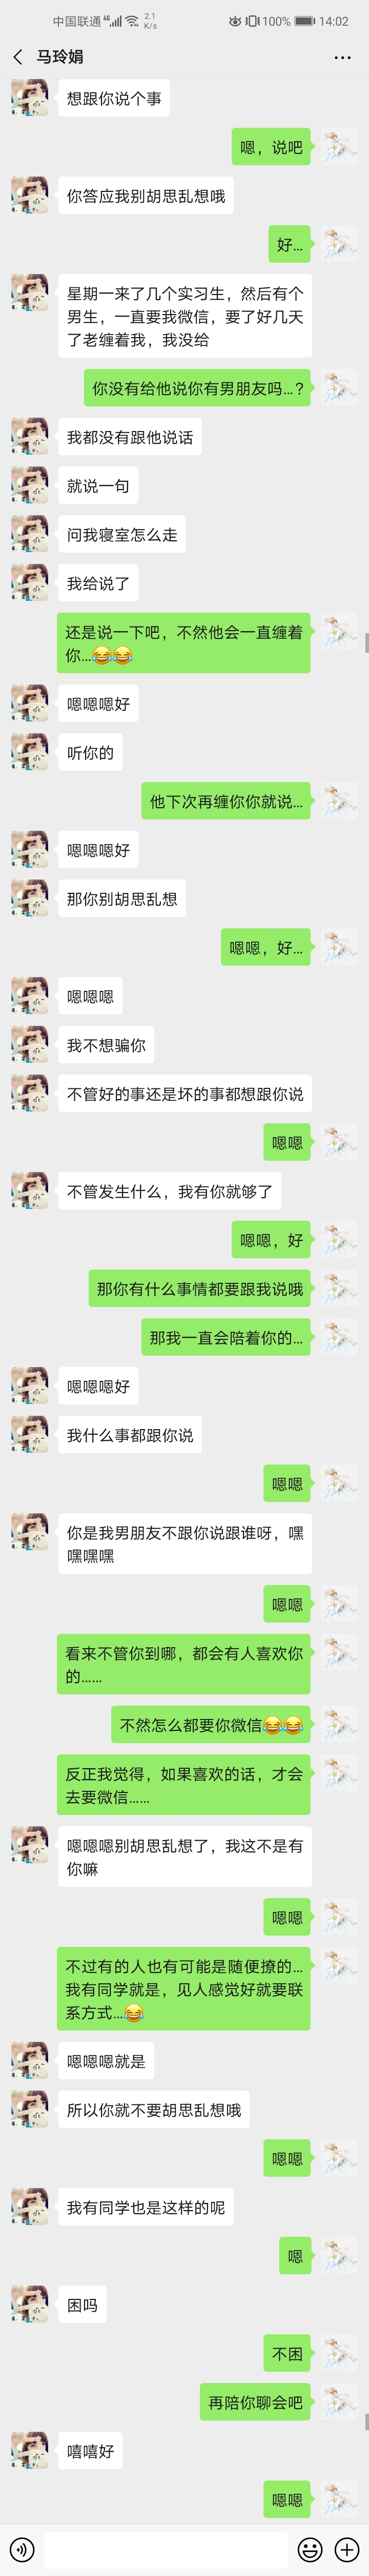 中国联通 4G 2.1 K/s 100% 14:02
马玲娟
想跟你说个事
嗯，说吧
你答应我别胡思乱想哦
好...
星期一来了几个实习生，然后有个
男生，一直要我微信，要了好几天
了老缠着我，我没给
你没有给他说你有男朋友吗...？
我都没有跟他说话
就说一句
问我寝室怎么走
我给说了
还是说一下吧，不然他会一直缠着
你...😂😂
嗯嗯嗯好
听你的
他下次再缠你你就说...
嗯嗯嗯好
那你别胡思乱想
嗯嗯，好...
嗯嗯嗯
我不想骗你
不管好的事还是坏的事都想跟你说
嗯嗯
不管发生什么，我有你就够了
嗯嗯，好
那你有什么事情都要跟我说哦
那我一直会陪着你的...
嗯嗯嗯好
我什么事都跟你说
嗯嗯
你是我男朋友不跟你说跟谁呀，嘿
嘿嘿嘿嘿
嗯嗯
看来不管你到哪，都会有人喜欢你
的......
不然怎么都要你微信😂😂
反正我觉得，如果喜欢的话，才会
去要微信......
嗯嗯嗯别胡思乱想了，我这不是有
你嘛
嗯嗯
不过有的人也有可能是随便撩的...
我有同学就是，见人感觉好就要联
系方式...😂
嗯嗯嗯就是
所以你就不要胡思乱想哦
嗯嗯
我有同学也是这样的呢
嗯
困吗
不困
再陪你聊会吧
嘻嘻好
嗯嗯